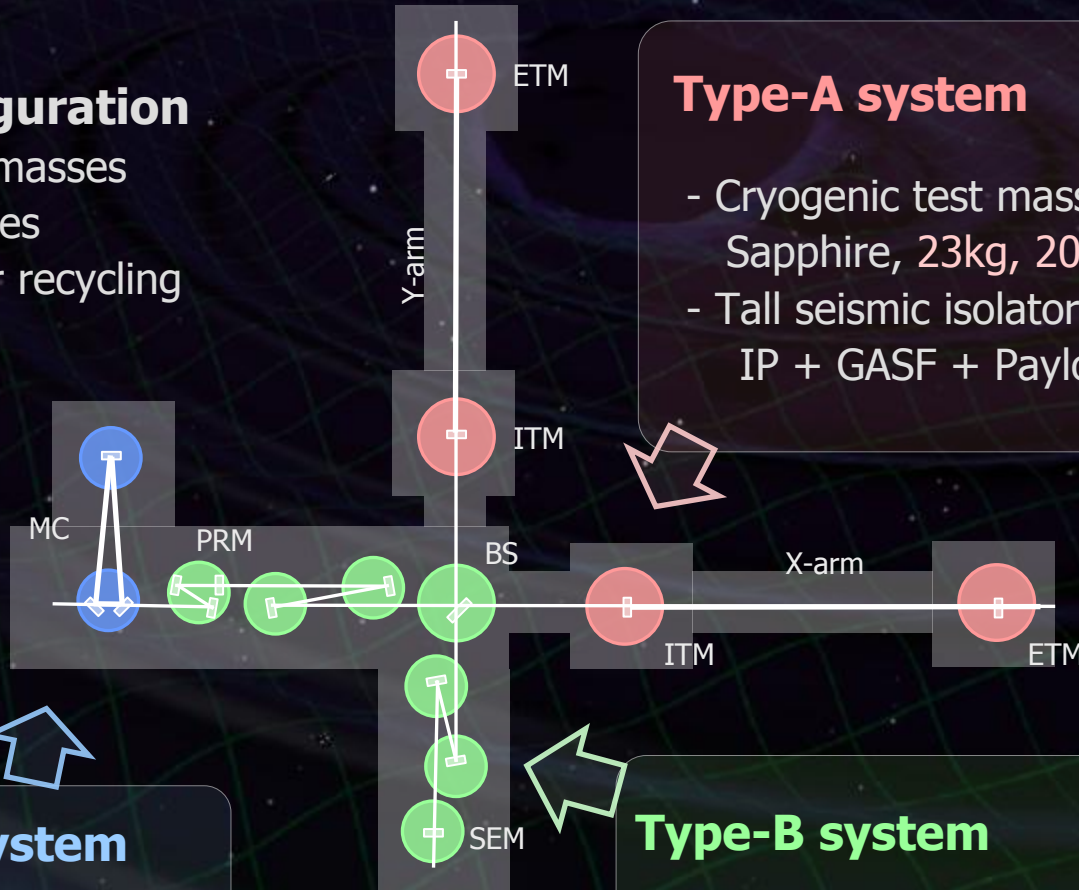 guration
masses
es
r recycling
ETM
Y-arm
ITM
Type-A system
- Cryogenic test mass
Sapphire, 23kg, 20
- Tall seismic isolator
IP + GASF + Paylo
MC
PRM
BS
X-arm
ITM
ETM
SEM
ystem
Type-B system